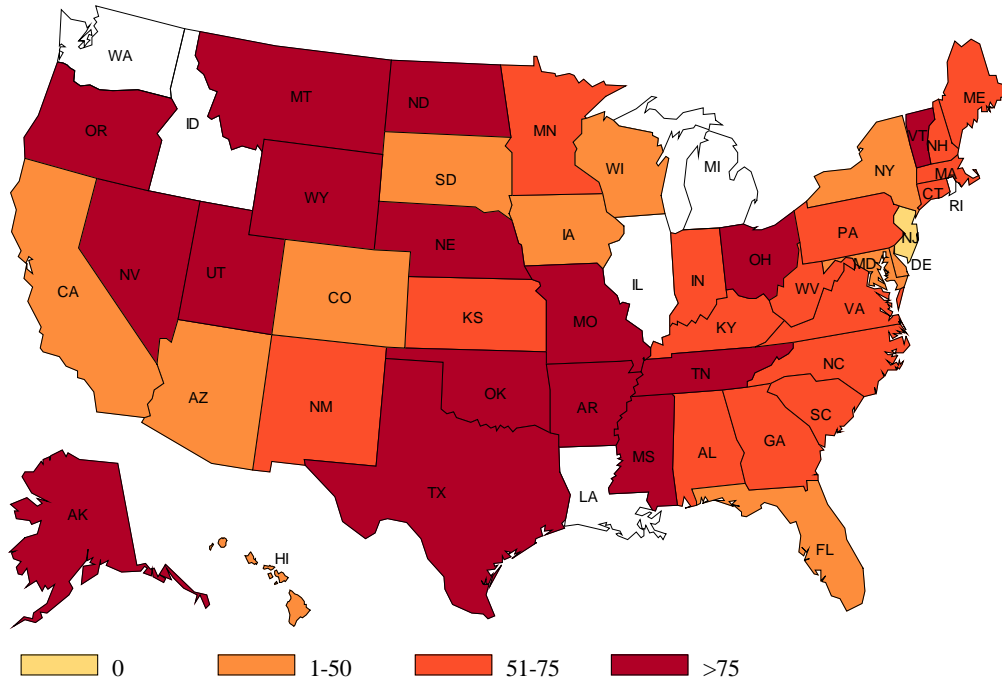 WA
ME
MT
ND
ID
MN
OR
VT
NH
NY
MA
WI
MI
SD
CT
RI
WY
PA
IA
NE
NJ
OH
MD
DE
NV
UT
IN
IL
CA
CO
WV
VA
KS
MO
KY
NC
TN
OK
AZ
NM
AR
SC
GA
MS
AL
TX
LA
AK
FL
HI
0 1-50 51-75 >75